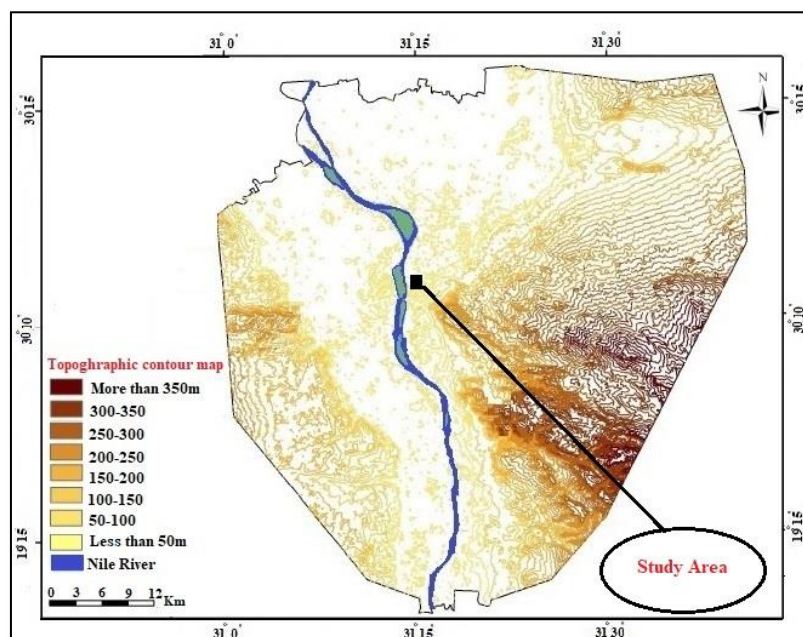 31° 0' 31° 15' 31° 30'
N
30° 15'
30° 0'
19 15
Topoghraphic contour map
More than 350m
300-350
250-300
200-250
150-200
100-150
50-100
Less than 50m
Nile River
0 3 6 9 12 Km
Study Area
30° 15'
30° 0'
19 15
31° 0' 31° 15' 31° 30'